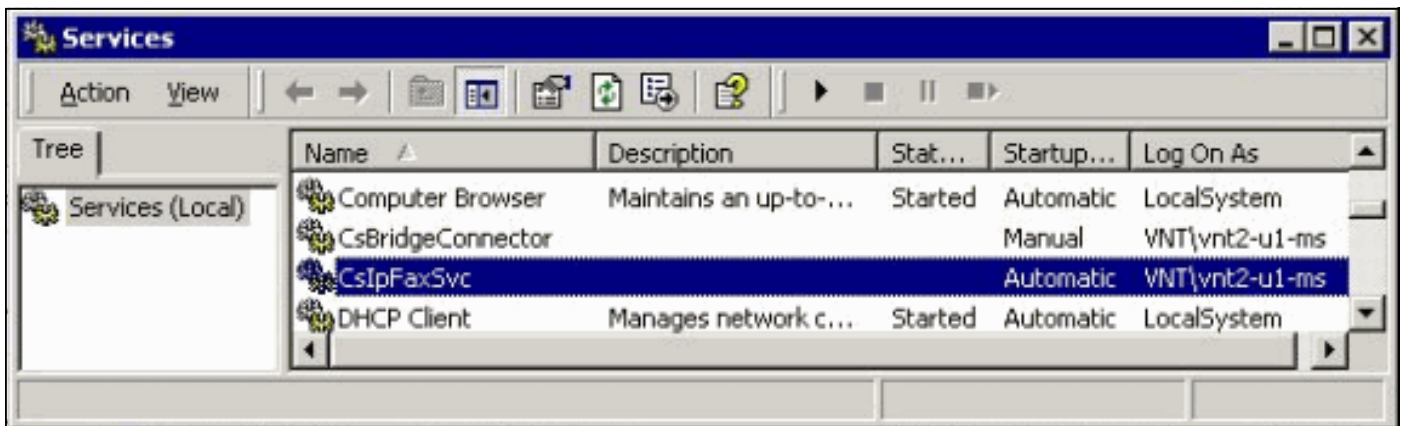 Services
Action View
Tree
Name Description Stat... Startup... Log On As
Services (Local)
Computer Browser Maintains an up-to-... Started Automatic LocalSystem
CsBridgeConnector Manual VNT\vnt2-u1-ms
CsIpFaxSvc Automatic VNT\vnt2-u1-ms
DHCP Client Manages network c... Started Automatic LocalSystem